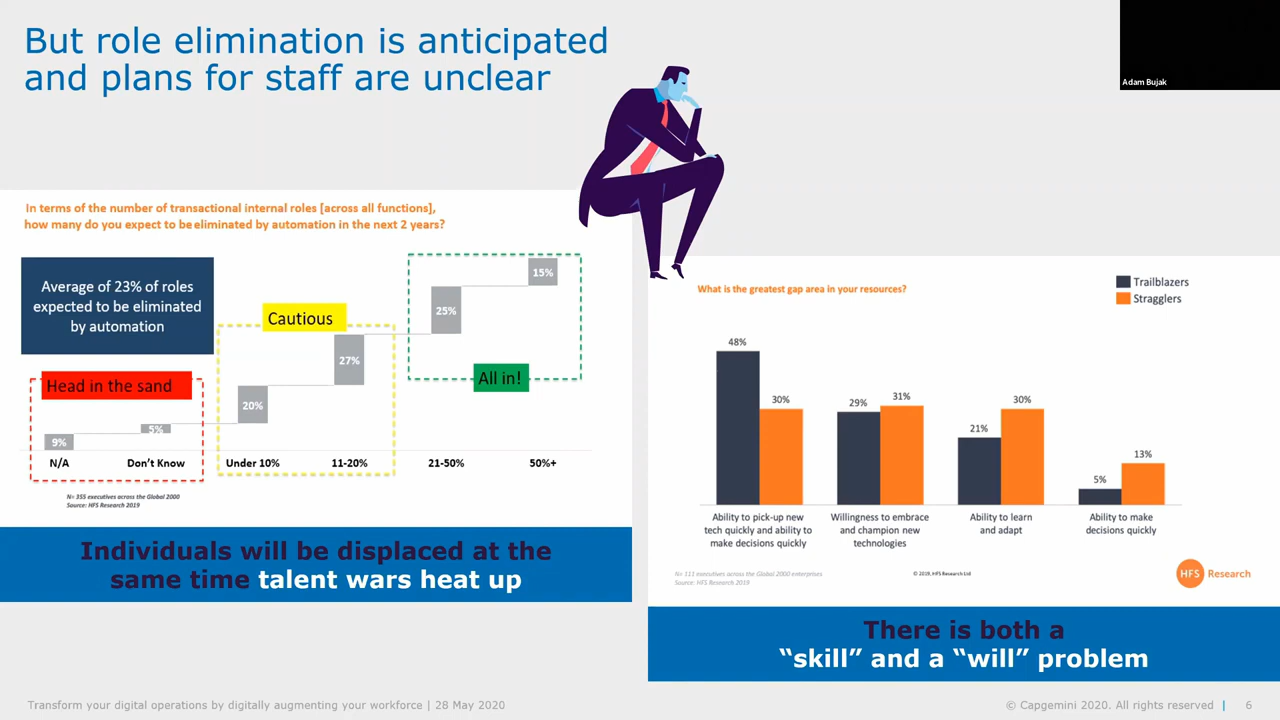 But role elimination is anticipated
and plans for staff are unclear
Adam Bujak
In terms of the number of transactional internal roles [across all functions],
how many do you expect to be eliminated by automation in the next 2 years?
Average of 23% of roles
expected to be eliminated
by automation
Head in the sand
Cautious
All in!
9%
5%
20%
27%
25%
15%
N/A
Don't Know
Under 10%
11-20%
21-50%
50%+
N= 355 executives across the Global 2000
Source: HFS Research 2019
Individuals will be displaced at the
same time talent wars heat up
What is the greatest gap area in your resources?
Trailblazers
Stragglers
48%
30%
29%
31%
21%
30%
5%
13%
Ability to pick-up new
tech quickly and ability to
make decisions quickly
Willingness to embrace
and champion new
technologies
Ability to learn
and adapt
Ability to make
decisions quickly
N= 111 executives across the Global 2000 enterprises
Source: HFS Research 2019
© 2019, HFS Research Ltd
HFS Research
There is both a
“skill” and a “will” problem
Transform your digital operations by digitally augmenting your workforce | 28 May 2020
© Capgemini 2020. All rights reserved | 6